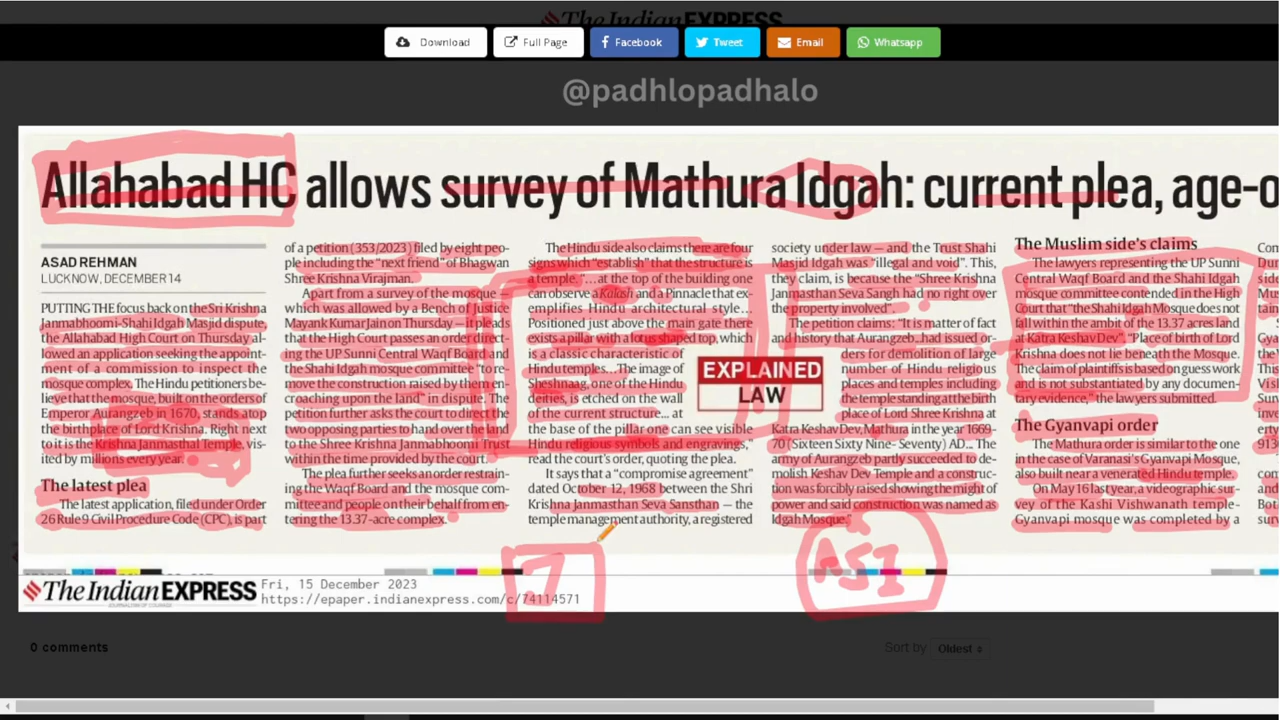 The Indian EXPRESS
Download
Full Page
Facebook
Tweet
Email
Whatsapp
@padhlopadhalo
Allahabad HC allows survey of Mathura Idgah: current plea, age-o
ASAD REHMAN
LUCKNOW, DECEMBER 14
PUTTING THE focus back on the Sri Krishna
Janmabhoomi-Shahi Idgah Masjid dispute,
the Allahabad High Court on Thursday al-
lowed an application seeking the appoint-
ment of a commission to inspect the
mosque complex. The Hindu petitioners be-
lieve that the mosque, built on the orders of
Emperor Aurangzeb in 1670, stands atop
the birthplace of Lord Krishna. Right next
to it is the Krishna Janmasthal Temple, vis-
ited by millions every year.
The latest plea
The latest application, filed under Order
26 Rule 9 Civil Procedure Code (CPC), is part
of a petition (353/2023) filed by eight peo-
ple including the "next friend" of Bhagwan
Shree Krishna Virajman.
Apart from a survey of the mosque —
which was allowed by a Bench of Justice
Mayank Kumar Jain on Thursday — it pleads
that the High Court passes an order direct-
ing the UP Sunni Central Waqf Board and
the Shahi Idgah mosque committee "to re-
move the construction raised by them en-
croaching upon the land" in dispute. The
petition further asks the court to direct the
two opposing parties to hand over the land
to the Shree Krishna Janmabhoomi Trust
within the time provided by the court.
The plea further seeks an order restrain-
ing the Waqf Board and the mosque com-
mittee and people on their behalf from en-
tering the 13.37-acre complex.
The Hindu side also claims there are four
signs which "establish" that the structure is
a temple. "...at the top of the building one
can observe a Kalash and a Pinnacle that ex-
emplifies Hindu architectural style...
Positioned just above the main gate there
exists a pillar with a lotus shaped top, which
is a classic characteristic of
Hindu temples... The image of
Sheshnaag, one of the Hindu
deities, is etched on the wall
of the current structure... at
the base of the pillar one can see visible
Hindu religious symbols and engravings,"
read the court's order, quoting the plea.
It says that a "compromise agreement"
dated October 12, 1968 between the Shri
Krishna Janmasthan Seva Sansthan — the
temple management authority, a registered
EXPLAINED
LAW
society under law — and the Trust Shahi
Masjid Idgah was "illegal and void". This,
they claim, is because the "Shree Krishna
Janmasthan Seva Sangh had no right over
the property involved".
The petition claims: "It is matter of fact
and history that Aurangzeb...had issued or-
ders for demolition of large
number of Hindu religious
places and temples including
the temple standing at the birth
place of Lord Shree Krishna at
Katra Keshav Dev, Mathura in the year 1669-
70 (Sixteen Sixty Nine- Seventy) AD... The
army of Aurangzeb partly succeeded to de-
molish Keshav Dev Temple and a construc-
tion was forcibly raised showing the might of
power and said construction was named as
Idgah Mosque."
The Muslim side's claims
The lawyers representing the UP Sunni
Central Waqf Board and the Shahi Idgah
mosque committee contended in the High
Court that "the Shahi Idgah Mosque does not
fall within the ambit of the 13.37 acres land
at Katra Keshav Dev". "Place of birth of Lord
Krishna does not lie beneath the Mosque.
The claim of plaintiffs is based on guess work
and is not substantiated by any documen-
tary evidence," the lawyers submitted.
The Gyanvapi order
The Mathura order is similar to the one
in the case of Varanasi's Gyanvapi Mosque,
also built near a venerated Hindu temple.
On May 16 last year, a videographic sur-
vey of the Kashi Vishwanath temple-
Gyanvapi mosque was completed by a
ASI
The Indian EXPRESS
Fri, 15 December 2023
https://epaper.indianexpress.com/c/74114571
0 comments
Sort by Oldest